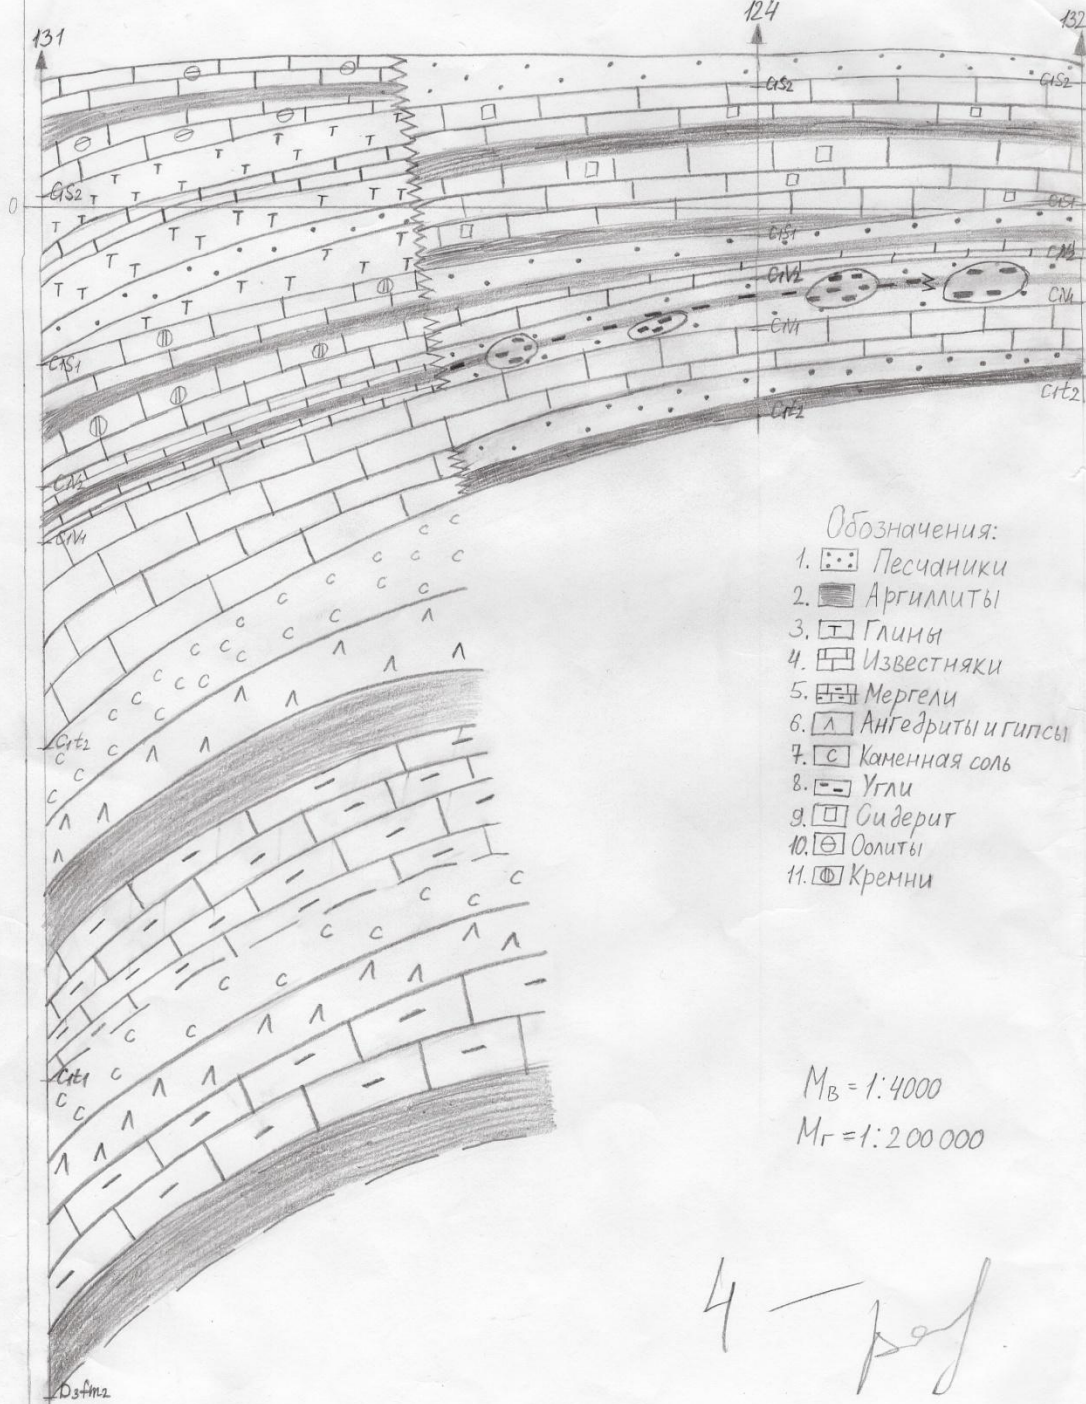 131
124
132
C1S2
C1S2
C1S2
0
C1S1
C1S1
C1V2
C1V2
C1V1
C1V1
C1S1
C1t2
C1t2
C1V2
C1V1
Обозначения:
1. Песчаники
2. Аргиллиты
3. Т Глины
4. Известняки
5. Мергели
6. Λ Ангедриты и гипсы
7. С Каменная соль
8. Угли
9. Сидерит
10. Оолиты
11. Кремни
C1t2
C1t1
Мв = 1:4000
Мг = 1:200 000
4 —
D3fm2